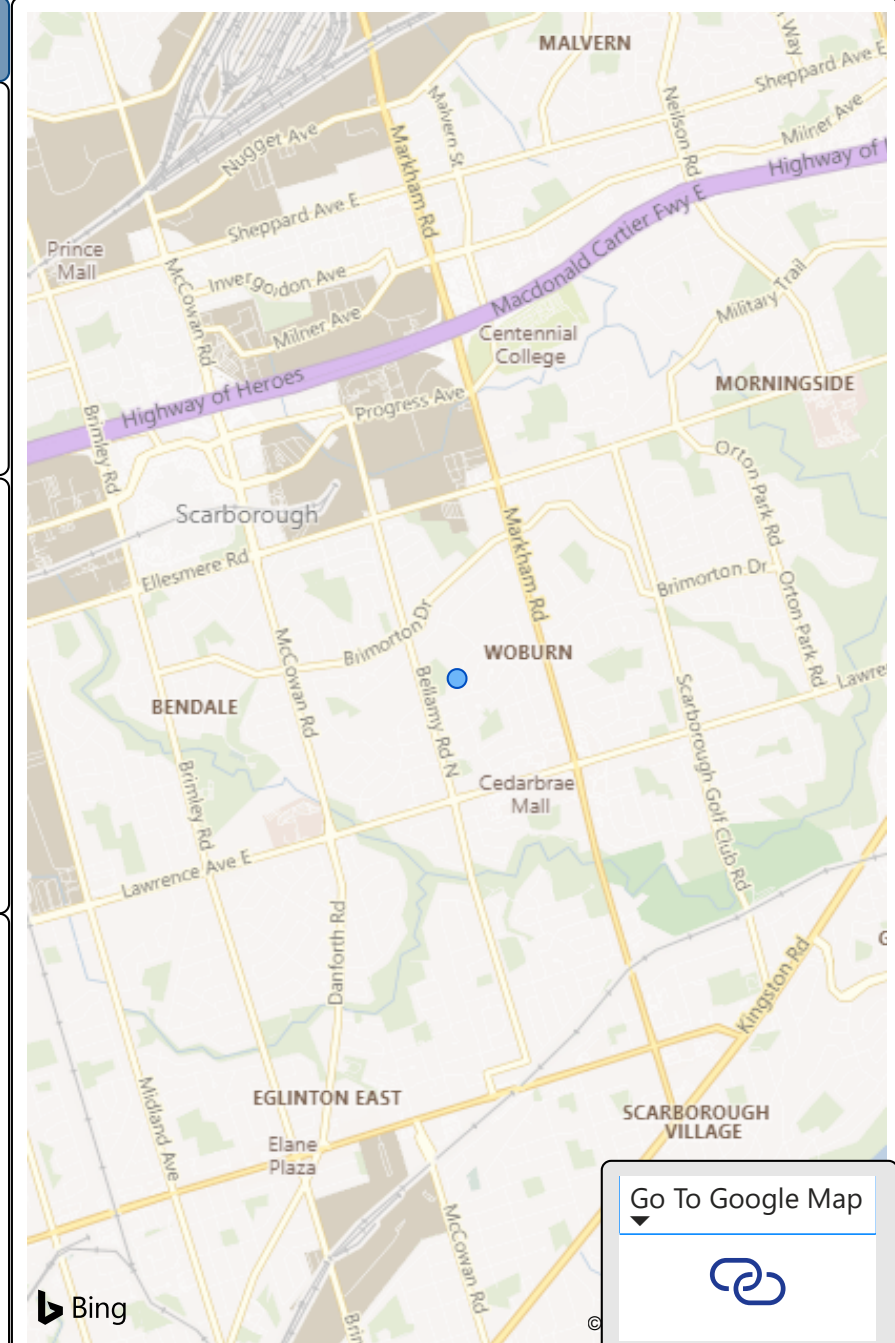 MALVERN
Way
Sheppard Ave E
Nugget Ave
Malvern St
Neilson Rd
Milner Ave
Markham Rd
Highway of
Sheppard Ave E
Macdonald Cartier Fwy E
Prince
Mall
McCowan Rd
Invergordon Ave
Military Trail
Milner Ave
Centennial
College
Highway of Heroes
MORNINGSIDE
Progress Ave
Brimley Rd
Orton Park Rd
Scarborough
Markham Rd
Ellesmere Rd
Brimorton Dr
Brimorton Dr
Orton Park Rd
McCowan Rd
WOBURN
Bellamy Rd N
Lawre
BENDALE
Scarborough Golf Club Rd
Brimley Rd
Cedarbrae
Mall
Lawrence Ave E
Danforth Rd
G
Kingston Rd
Midland Ave
EGLINTON EAST
SCARBOROUGH
VILLAGE
Elane
Plaza
McCowan Rd
Go To Google Map
Bing
Bri
©